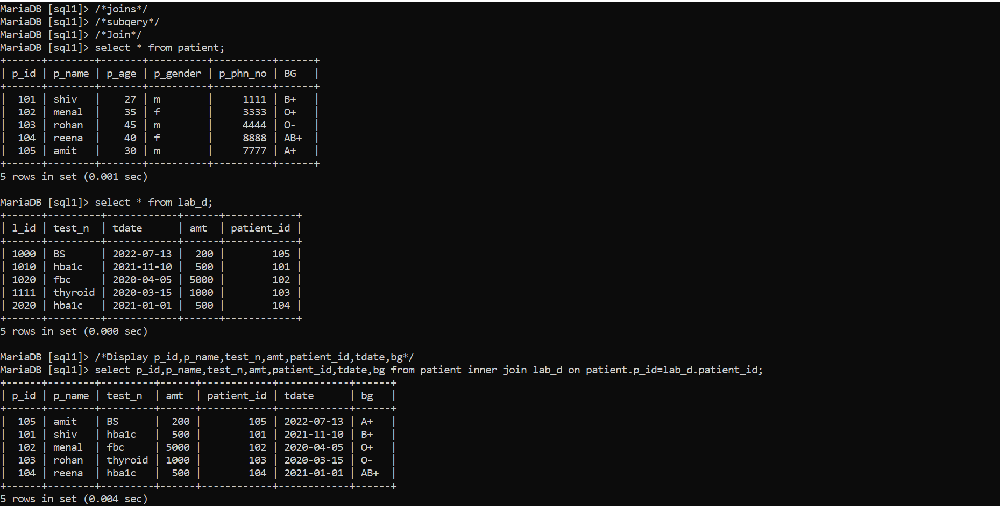 MariaDB [sql1]> /*joins*/
MariaDB [sql1]> /*subqery*/
MariaDB [sql1]> /*Join*/
MariaDB [sql1]> select * from patient;
+------+--------+-------+----------+----------+------+
| p_id | p_name | p_age | p_gender | p_phn_no | BG   |
+------+--------+-------+----------+----------+------+
|  101 | shiv   |    27 | m        |     1111 | B+   |
|  102 | menal  |    35 | f        |     3333 | O+   |
|  103 | rohan  |    45 | m        |     4444 | O-   |
|  104 | reena  |    40 | f        |     8888 | AB+  |
|  105 | amit   |    30 | m        |     7777 | A+   |
+------+--------+-------+----------+----------+------+
5 rows in set (0.001 sec)

MariaDB [sql1]> select * from lab_d;
+------+---------+------------+------+------------+
| l_id | test_n  | tdate      | amt  | patient_id |
+------+---------+------------+------+------------+
| 1000 | BS      | 2022-07-13 |  200 |        105 |
| 1010 | hba1c   | 2021-11-10 |  500 |        101 |
| 1020 | fbc     | 2020-04-05 | 5000 |        102 |
| 1111 | thyroid | 2020-03-15 | 1000 |        103 |
| 2020 | hba1c   | 2021-01-01 |  500 |        104 |
+------+---------+------------+------+------------+
5 rows in set (0.000 sec)

MariaDB [sql1]> /*Display p_id,p_name,test_n,amt,patient_id,tdate,bg*/
MariaDB [sql1]> select p_id,p_name,test_n,amt,patient_id,tdate,bg from patient inner join lab_d on patient.p_id=lab_d.patient_id;
+------+--------+---------+------+------------+------------+------+
| p_id | p_name | test_n  | amt  | patient_id | tdate      | bg   |
+------+--------+---------+------+------------+------------+------+
|  105 | amit   | BS      |  200 |        105 | 2022-07-13 | A+   |
|  101 | shiv   | hba1c   |  500 |        101 | 2021-11-10 | B+   |
|  102 | menal  | fbc     | 5000 |        102 | 2020-04-05 | O+   |
|  103 | rohan  | thyroid | 1000 |        103 | 2020-03-15 | O-   |
|  104 | reena  | hba1c   |  500 |        104 | 2021-01-01 | AB+  |
+------+--------+---------+------+------------+------------+------+
5 rows in set (0.004 sec)